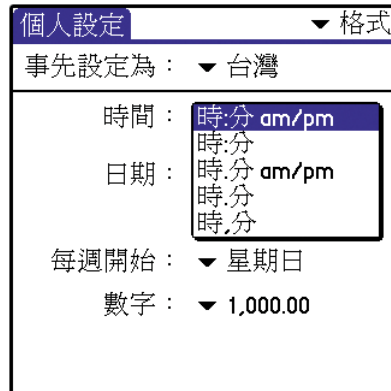 個人設定 格式
事先設定為： 台灣
時間： 時:分 am/pm
時:分
日期： 時.分 am/pm
時.分
時,分
每週開始： 星期日
數字： 1,000.00